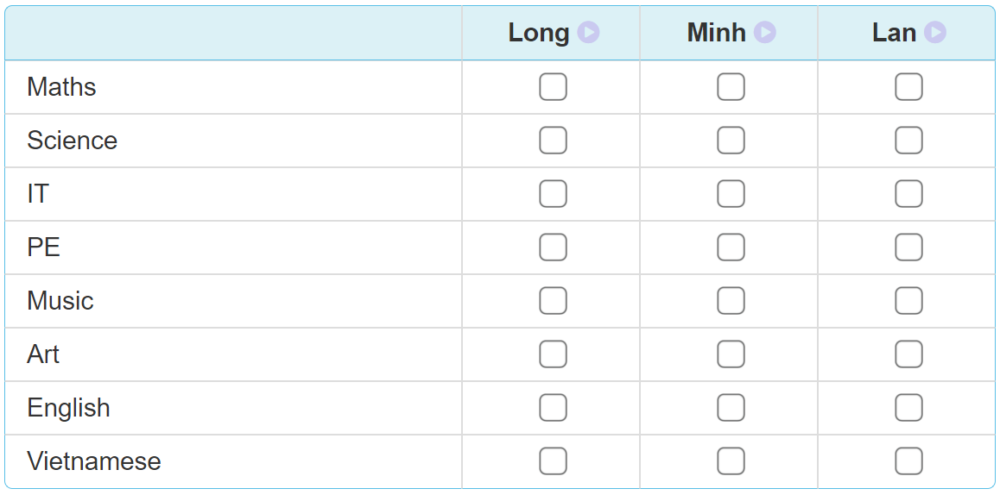 Long Minh Lan
Maths
Science
IT
PE
Music
Art
English
Vietnamese